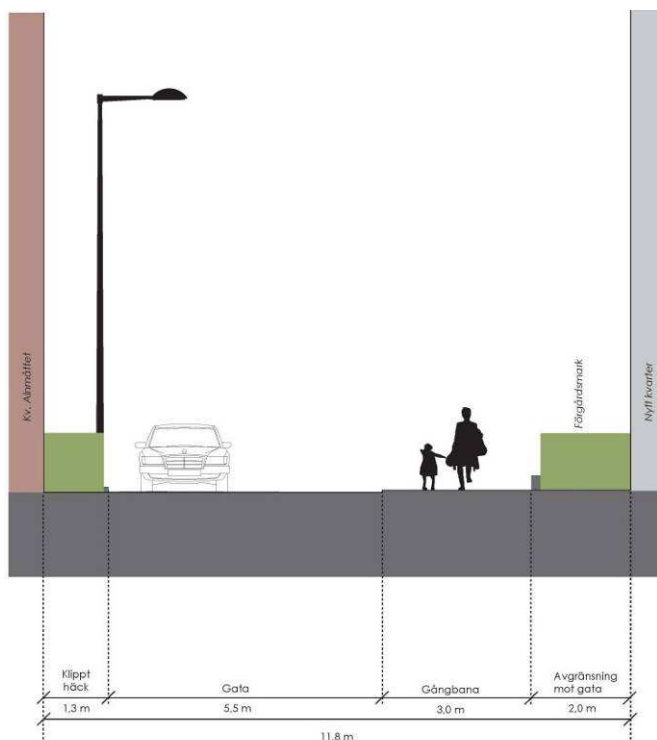 Kv. Alnmåttet
Förgårdsmark
Nytt kvarter
Klippt
häck
Gata
Gångbana
Avgränsning
mot gata
1,3 m
5,5 m
3,0 m
2,0 m
11,8 m